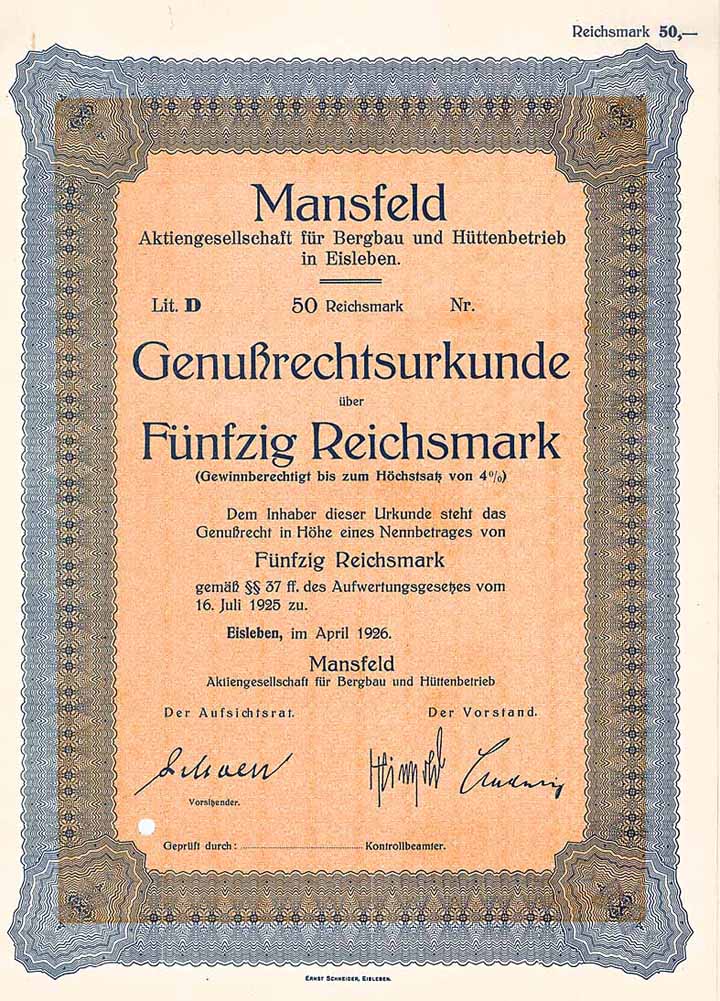 Reichsmark 50,—
Mansfeld
Aktiengesellschaft für Bergbau und Hüttenbetrieb
in Eisleben.
Lit. D 50 Reichsmark Nr.
Genußrechtsurkunde
über
Fünfzig Reichsmark
(Gewinnberechtigt bis zum Höchstsatz von 4%)
Dem Inhaber dieser Urkunde steht das
Genußrecht in Höhe eines Nennbetrages von
Fünfzig Reichsmark
gemäß §§ 37 ff. des Aufwertungsgesetzes vom
16. Juli 1925 zu.
Eisleben, im April 1926.
Mansfeld
Aktiengesellschaft für Bergbau und Hüttenbetrieb
Der Aufsichtsrat. Der Vorstand.
Vorsitzender.
Geprüft durch: Kontrollbeamter.
Ernst Schneider, Eisleben.